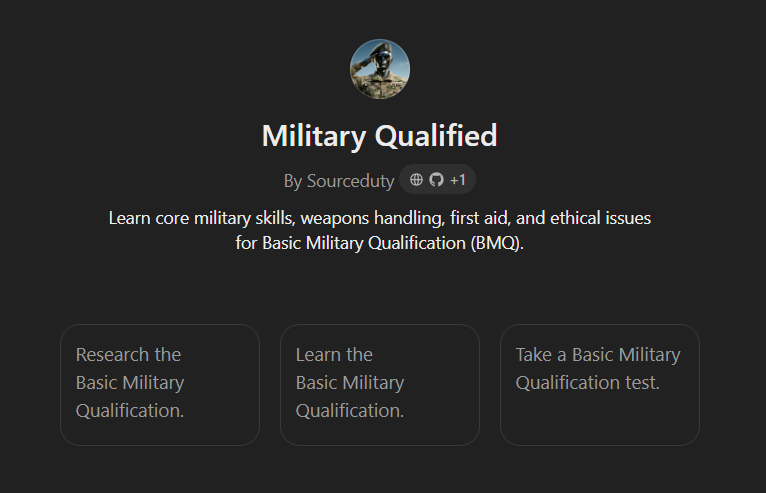 Military Qualified
By Sourceduty +1
Learn core military skills, weapons handling, first aid, and ethical issues
for Basic Military Qualification (BMQ).
Research the
Basic Military
Qualification.
Learn the
Basic Military
Qualification.
Take a Basic Military
Qualification test.